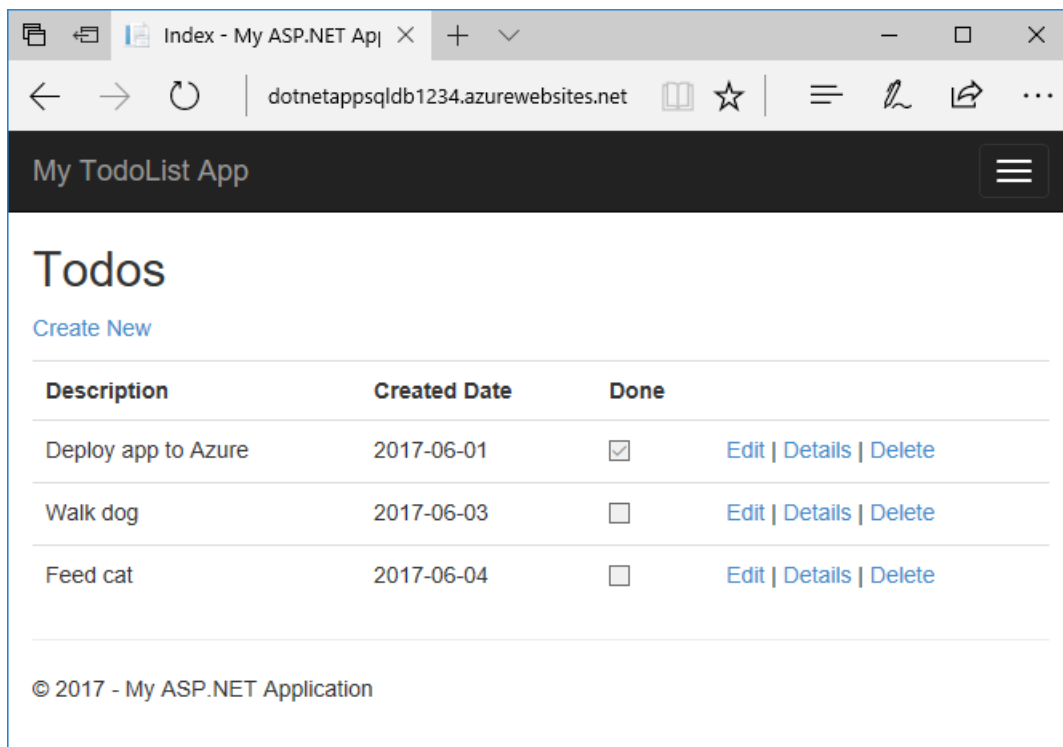 Index - My ASP.NET Ap
dotnetappsqldb1234.azurewebsites.net
My TodoList App
Todos
Create New
Description Created Date Done
Deploy app to Azure 2017-06-01 Edit | Details | Delete
Walk dog 2017-06-03 Edit | Details | Delete
Feed cat 2017-06-04 Edit | Details | Delete
© 2017 - My ASP.NET Application